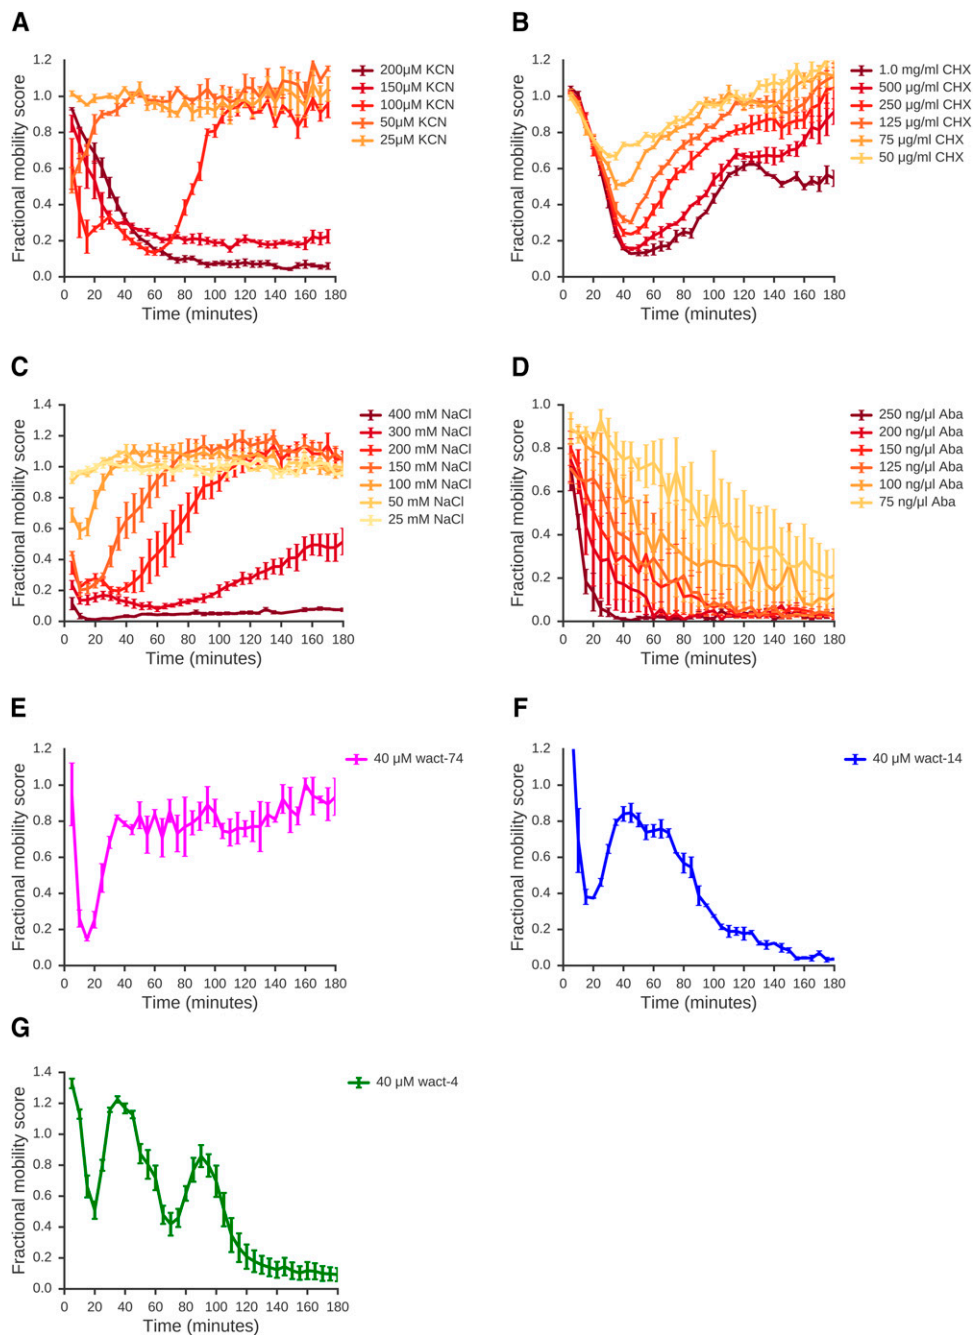 A
Fractional mobility score
1.2
1.0
0.8
0.6
0.4
0.2
0.0
0 20 40 60 80 100 120 140 160 180
Time (minutes)
200µM KCN
150µM KCN
100µM KCN
50µM KCN
25µM KCN
B
Fractional mobility score
1.2
1.0
0.8
0.6
0.4
0.2
0.0
0 20 40 60 80 100 120 140 160 180
Time (minutes)
1.0 mg/ml CHX
500 µg/ml CHX
250 µg/ml CHX
125 µg/ml CHX
75 µg/ml CHX
50 µg/ml CHX
C
Fractional mobility score
1.4
1.2
1.0
0.8
0.6
0.4
0.2
0.0
0 20 40 60 80 100 120 140 160 180
Time (minutes)
400 mM NaCl
300 mM NaCl
200 mM NaCl
150 mM NaCl
100 mM NaCl
50 mM NaCl
25 mM NaCl
D
Fractional mobility score
1.0
0.8
0.6
0.4
0.2
0.0
0 20 40 60 80 100 120 140 160 180
Time (minutes)
250 ng/µl Aba
200 ng/µl Aba
150 ng/µl Aba
125 ng/µl Aba
100 ng/µl Aba
75 ng/µl Aba
E
Fractional mobility score
1.2
1.0
0.8
0.6
0.4
0.2
0.0
0 20 40 60 80 100 120 140 160 180
Time (minutes)
40 µM wact-74
F
Fractional mobility score
1.2
1.0
0.8
0.6
0.4
0.2
0.0
0 20 40 60 80 100 120 140 160 180
Time (minutes)
40 µM wact-14
G
Fractional mobility score
1.4
1.2
1.0
0.8
0.6
0.4
0.2
0.0
0 20 40 60 80 100 120 140 160 180
Time (minutes)
40 µM wact-4